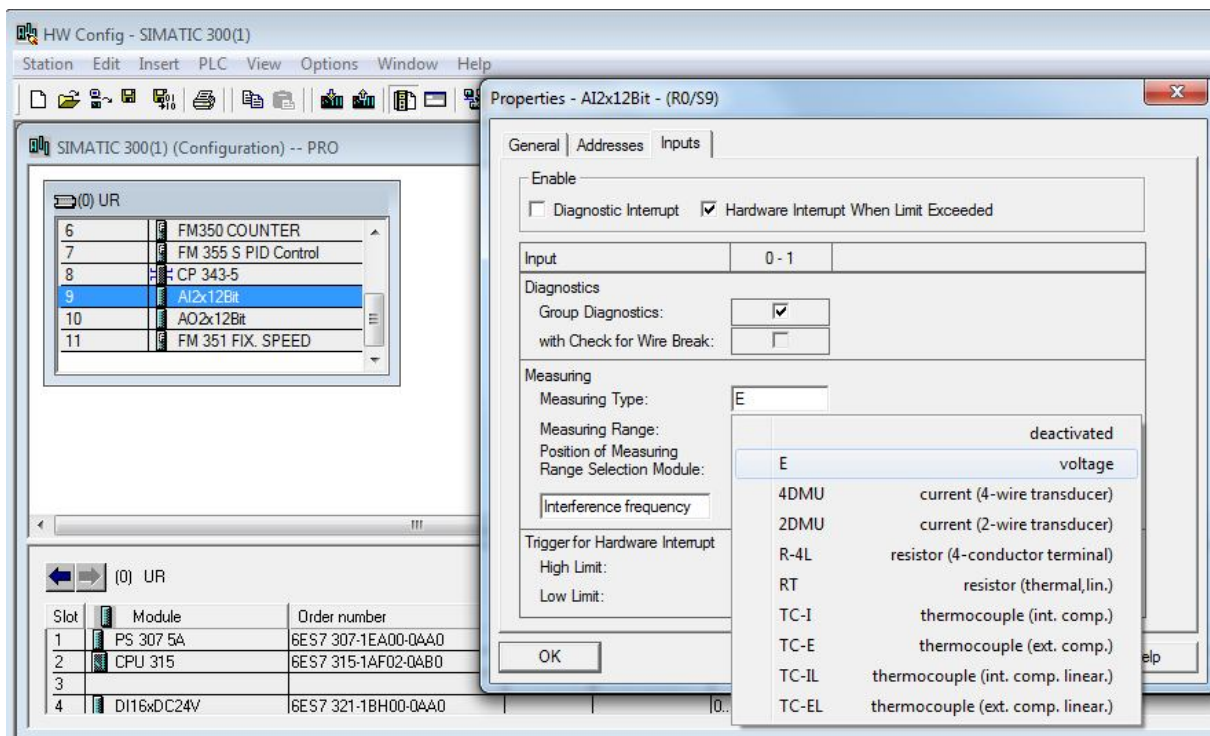 HW Config - SIMATIC 300(1)
Station Edit Insert PLC View Options Window Help
SIMATIC 300(1) (Configuration) -- PRO
(0) UR
6 FM350 COUNTER
7 FM 355 S PID Control
8 CP 343-5
9 AI2x12Bit
10 AO2x12Bit
11 FM 351 FIX. SPEED
(0) UR
Slot Module Order number
1 PS 307 5A 6ES7 307-1EA00-0AA0
2 CPU 315 6ES7 315-1AF02-0AB0
3
4 DI16xDC24V 6ES7 321-1BH00-0AA0 0..
Properties - AI2x12Bit - (R0/S9)
General Addresses Inputs
Enable
Diagnostic Interrupt Hardware Interrupt When Limit Exceeded
Input 0 - 1
Diagnostics
Group Diagnostics:
with Check for Wire Break:
Measuring
Measuring Type: E
Measuring Range:
Position of Measuring
Range Selection Module:
Interference frequency
Trigger for Hardware Interrupt
High Limit:
Low Limit:
OK elp
deactivated
E voltage
4DMU current (4-wire transducer)
2DMU current (2-wire transducer)
R-4L resistor (4-conductor terminal)
RT resistor (thermal,lin.)
TC-I thermocouple (int. comp.)
TC-E thermocouple (ext. comp.)
TC-IL thermocouple (int. comp. linear.)
TC-EL thermocouple (ext. comp. linear.)